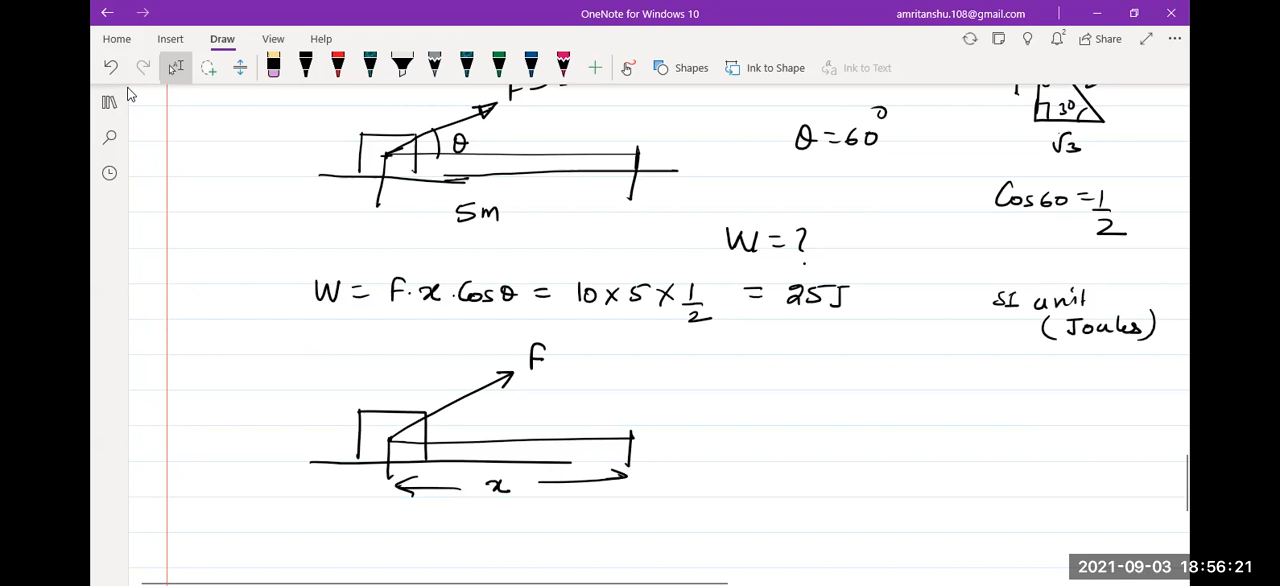 OneNote for Windows 10
amritanshu.108@gmail.com
Home Insert Draw View Help
Share
Shapes
Ink to Shape
Ink to Text
θ
θ = 60°
30
√3
5m
Cos60 = 1/2
W = ?
W = F·x·Cosθ = 10 × 5 × 1/2 = 25J
SI unit
(Joules)
F
x
2021-09-03 18:56:21